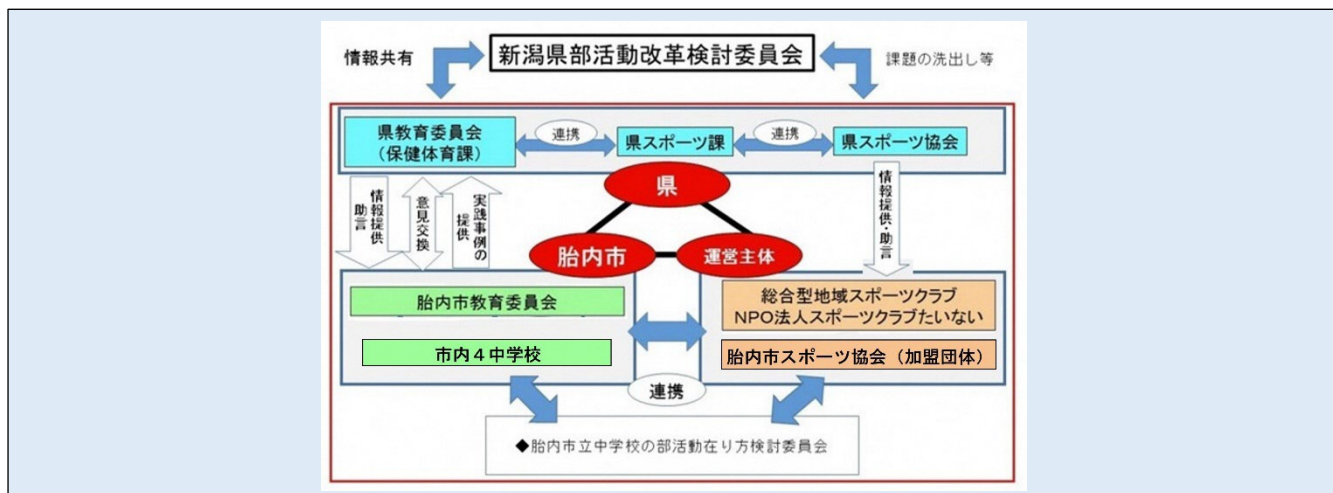 情報共有
新潟県部活動改革検討委員会
課題の洗出し等
県教育委員会
(保健体育課)
連携
県スポーツ課
連携
県スポーツ協会
県
情報提供
助言
意見交換
実践事例の
提供
情報提供・助言
胎内市
運営主体
胎内市教育委員会
市内4中学校
総合型地域スポーツクラブ
NPO法人スポーツクラブたいない
胎内市スポーツ協会(加盟団体)
連携
◆胎内市立中学校の部活動在り方検討委員会